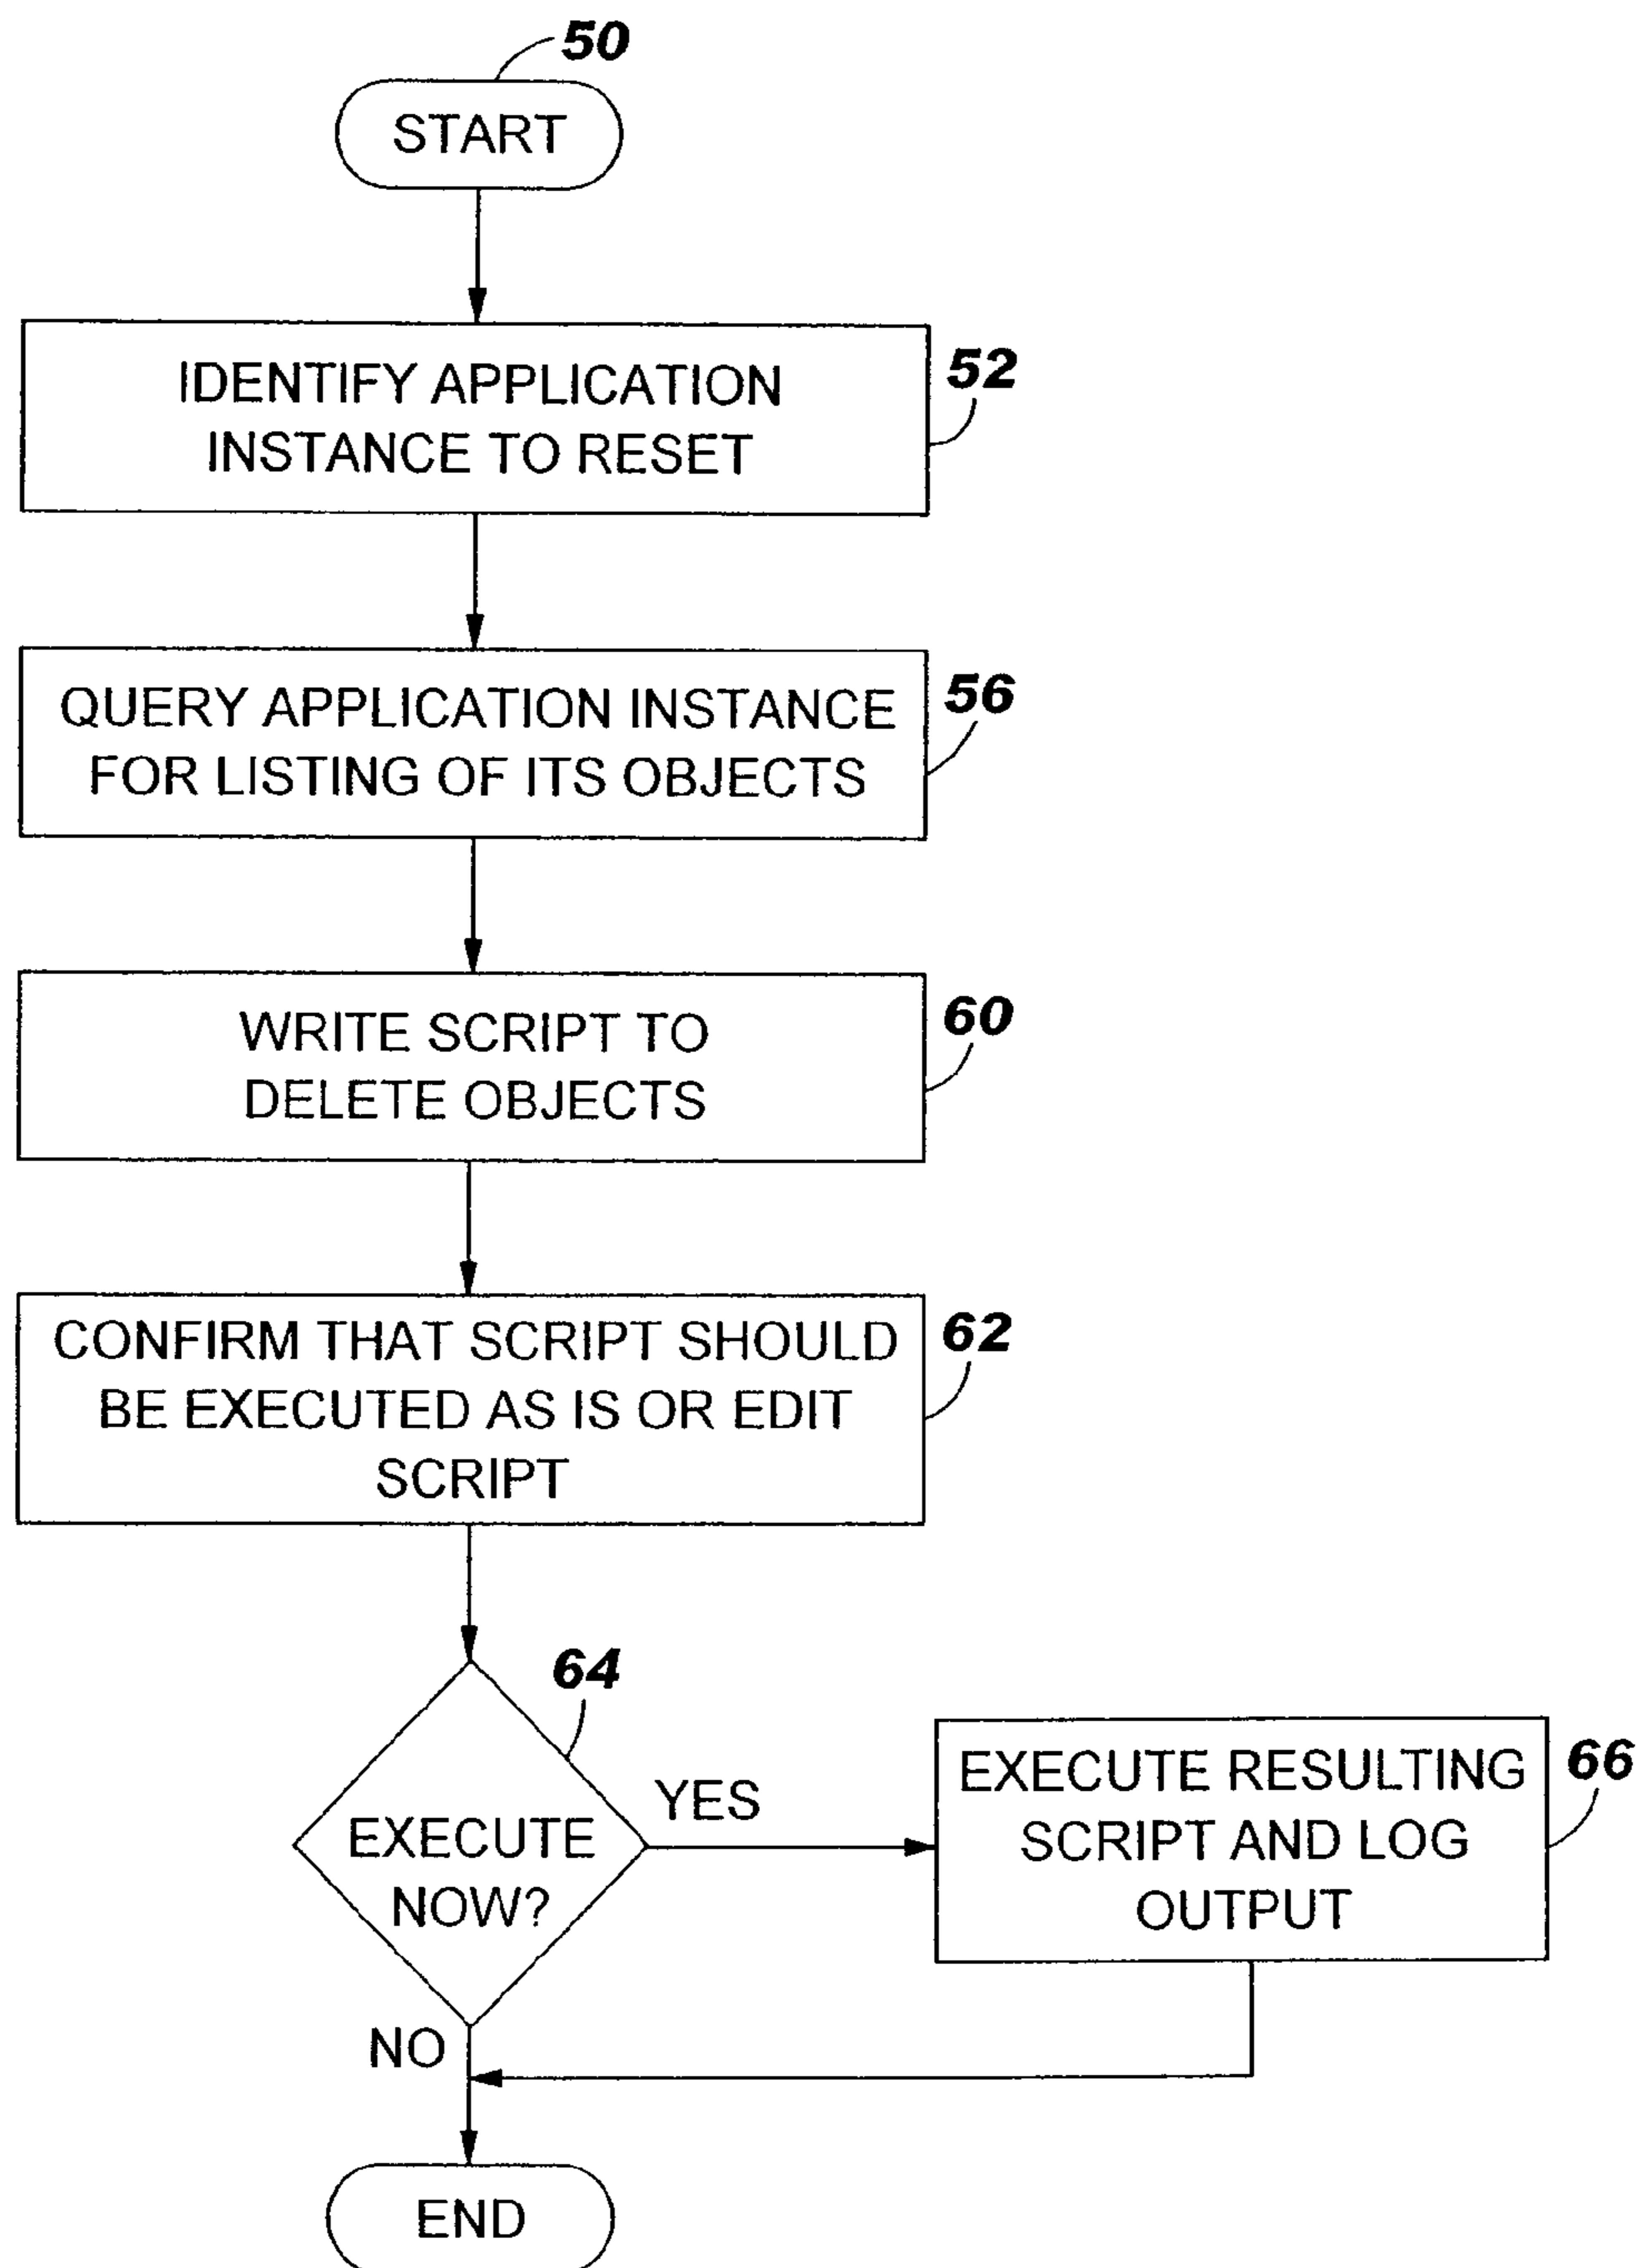 50
START
52
IDENTIFY APPLICATION
INSTANCE TO RESET
56
QUERY APPLICATION INSTANCE
FOR LISTING OF ITS OBJECTS
60
WRITE SCRIPT TO
DELETE OBJECTS
62
CONFIRM THAT SCRIPT SHOULD
BE EXECUTED AS IS OR EDIT
SCRIPT
64
EXECUTE
NOW?
YES
66
EXECUTE RESULTING
SCRIPT AND LOG
OUTPUT
NO
END